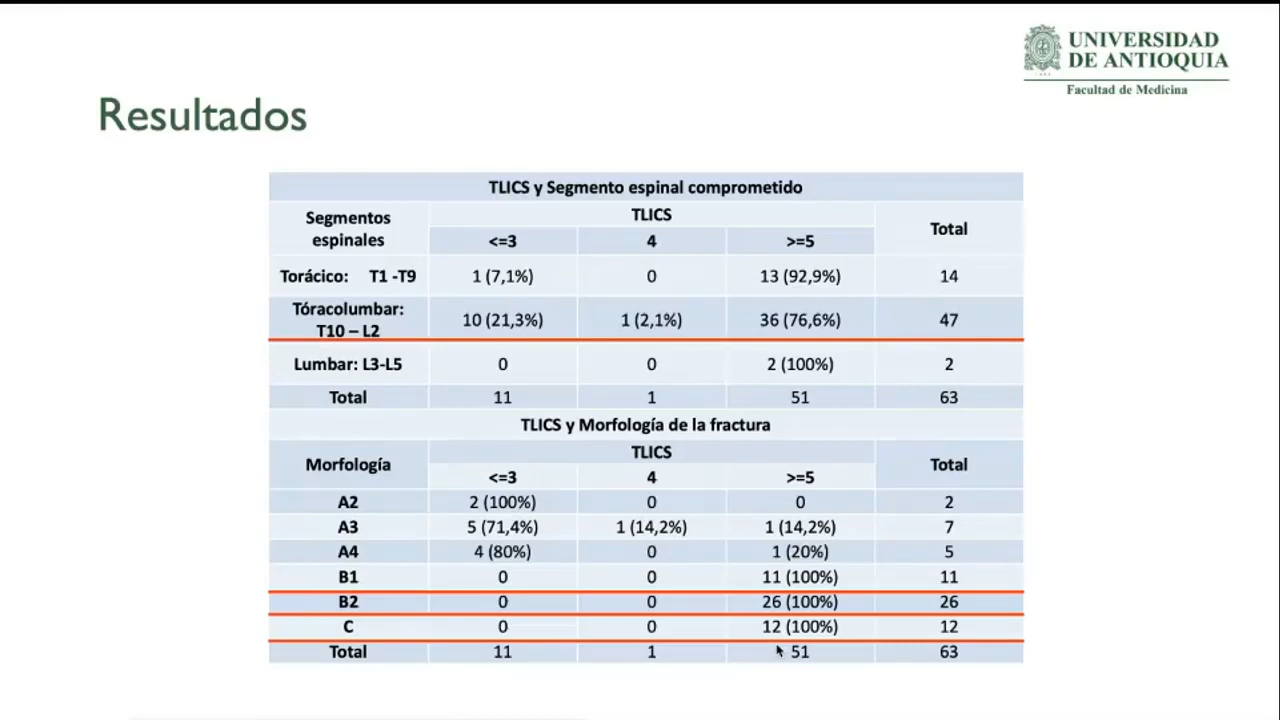 UNIVERSIDAD
DE ANTIOQUIA
Facultad de Medicina
Resultados
TLICS y Segmento espinal comprometido
Segmentos
espinales
TLICS
Total
<=3 4 >=5
Torácico: T1 -T9 1 (7,1%) 0 13 (92,9%) 14
Tóracolumbar:
T10 – L2
10 (21,3%) 1 (2,1%) 36 (76,6%) 47
Lumbar: L3-L5 0 0 2 (100%) 2
Total 11 1 51 63
TLICS y Morfología de la fractura
Morfología
TLICS
Total
<=3 4 >=5
A2 2 (100%) 0 0 2
A3 5 (71,4%) 1 (14,2%) 1 (14,2%) 7
A4 4 (80%) 0 1 (20%) 5
B1 0 0 11 (100%) 11
B2 0 0 26 (100%) 26
C 0 0 12 (100%) 12
Total 11 1 51 63